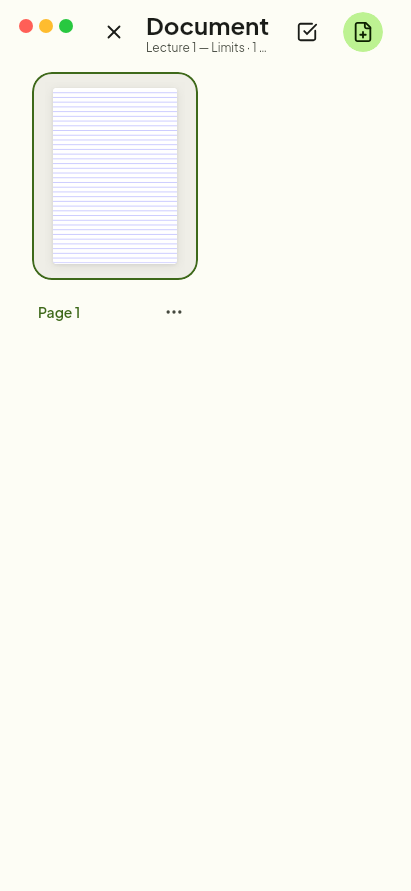 Document
Lecture 1 — Limits · 1 ...
Page 1